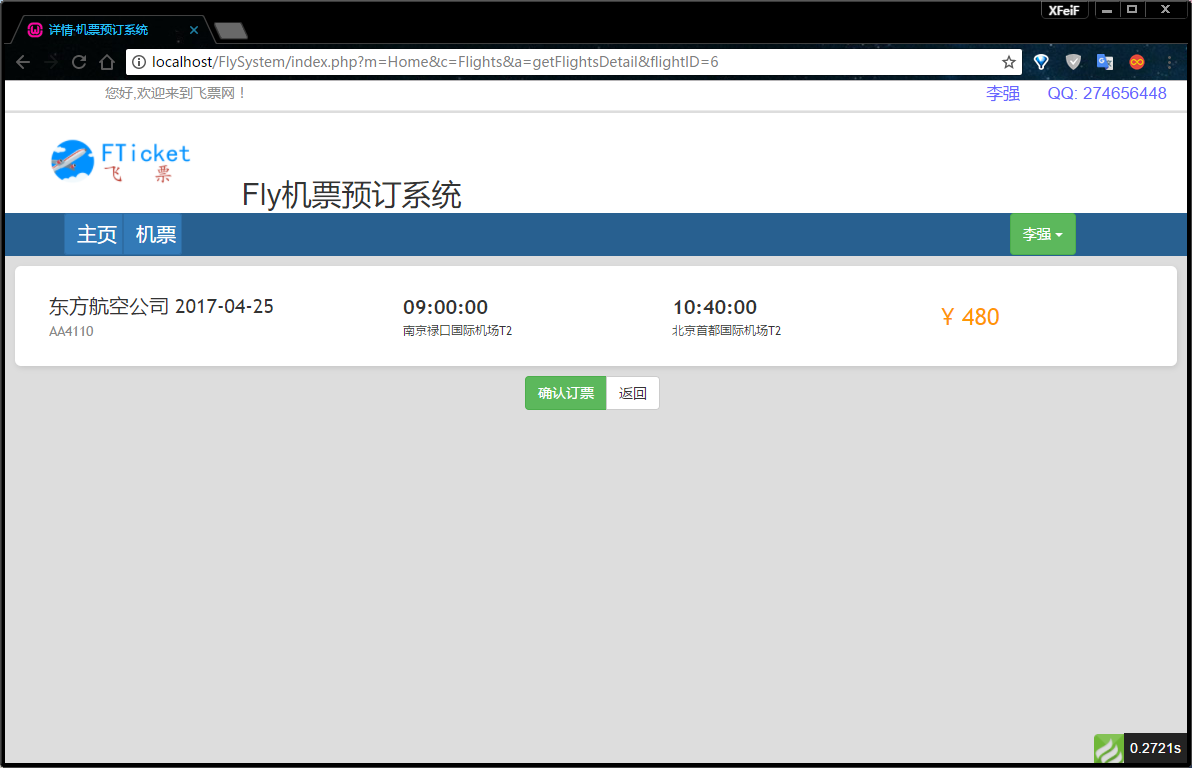 XFeiF
详情-机票预订系统
localhost/FlySystem/index.php?m=Home&c=Flights&a=getFlightsDetail&flightID=6
您好,欢迎来到飞票网！
李强 QQ: 274656448
FTicket
飞 票
Fly机票预订系统
主页 机票 李强
东方航空公司 2017-04-25 09:00:00 10:40:00 ¥ 480
AA4110 南京禄口国际机场T2 北京首都国际机场T2
确认订票 返回
0.2721s